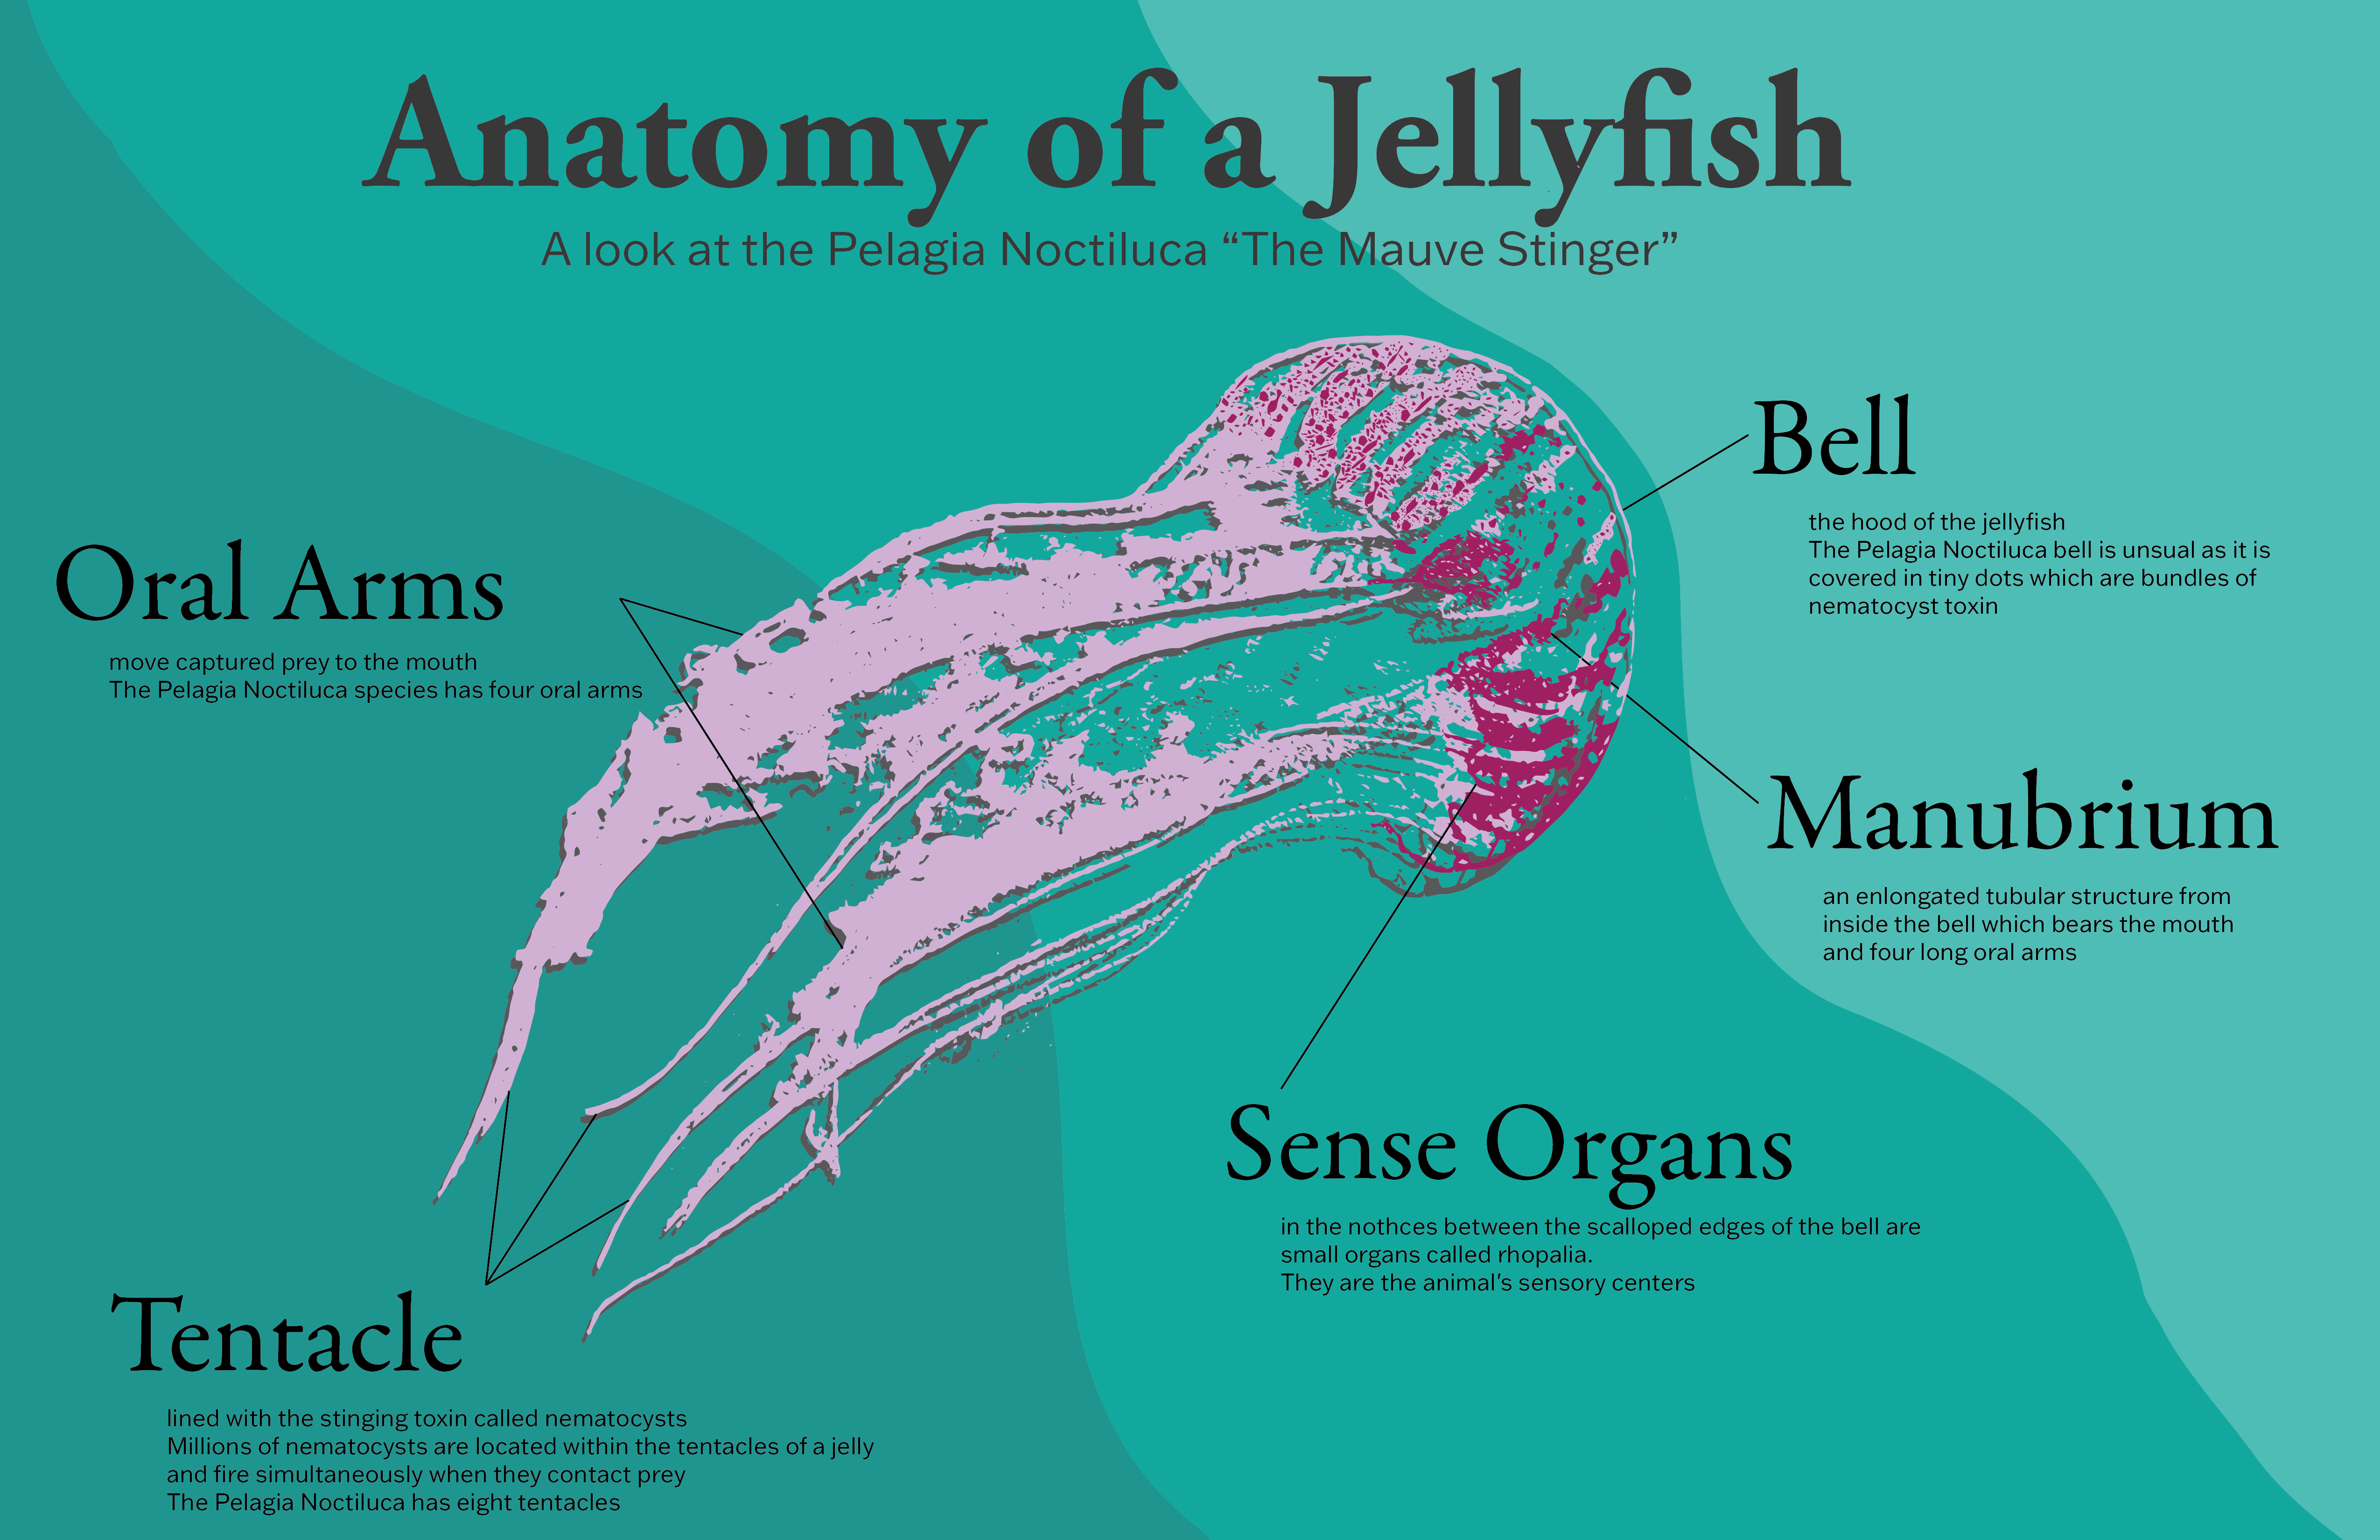 Anatomy of a Jellyfish
A look at the Pelagia Noctiluca “The Mauve Stinger”
Bell
the hood of the jellyfish
The Pelagia Noctiluca bell is unsual as it is
covered in tiny dots which are bundles of
nematocyst toxin
Oral Arms
move captured prey to the mouth
The Pelagia Noctiluca species has four oral arms
Manubrium
an enlongated tubular structure from
inside the bell which bears the mouth
and four long oral arms
Sense Organs
in the nothces between the scalloped edges of the bell are
small organs called rhopalia.
They are the animal’s sensory centers
Tentacle
lined with the stinging toxin called nematocysts
Millions of nematocysts are located within the tentacles of a jelly
and fire simultaneously when they contact prey
The Pelagia Noctiluca has eight tentacles